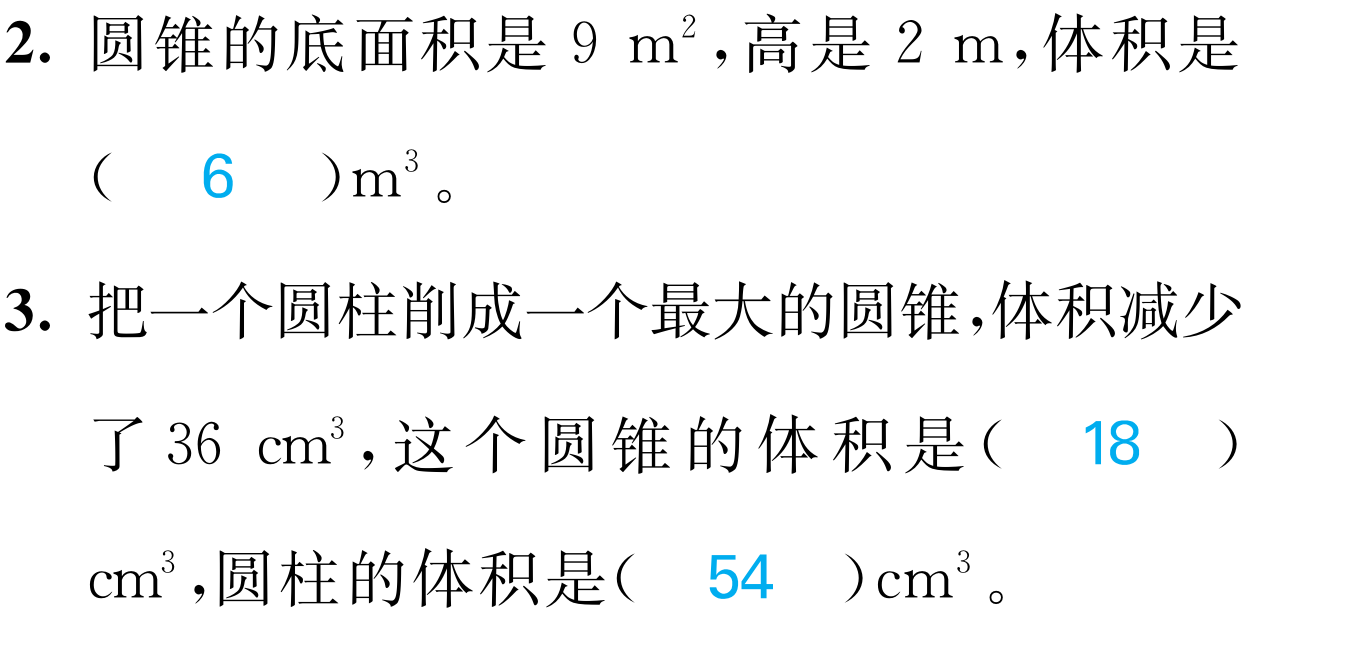 2. 圆锥的底面积是 9 m²,高是 2 m,体积是
( 6 )m³。
3. 把一个圆柱削成一个最大的圆锥,体积减少
了 36 cm³,这个圆锥的体积是( 18 )
cm³,圆柱的体积是( 54 )cm³。